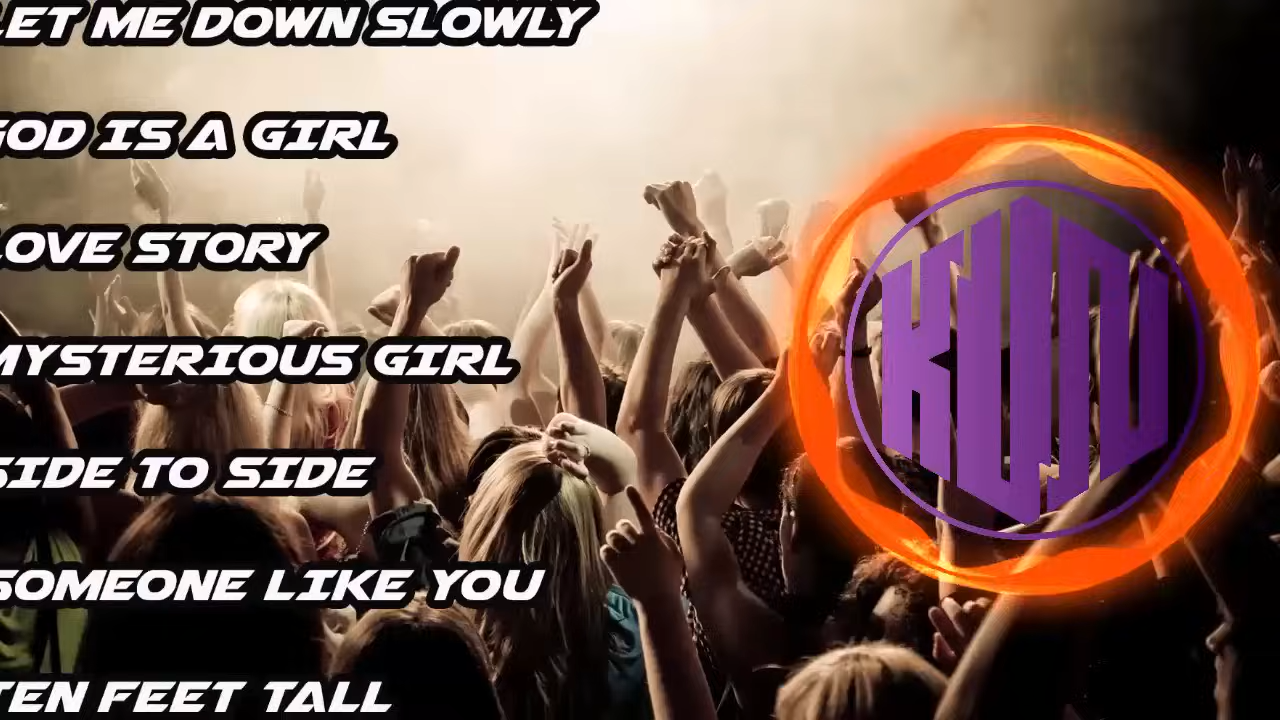 LET ME DOWN SLOWLY
GOD IS A GIRL
LOVE STORY
MYSTERIOUS GIRL
SIDE TO SIDE
SOMEONE LIKE YOU
TEN FEET TALL